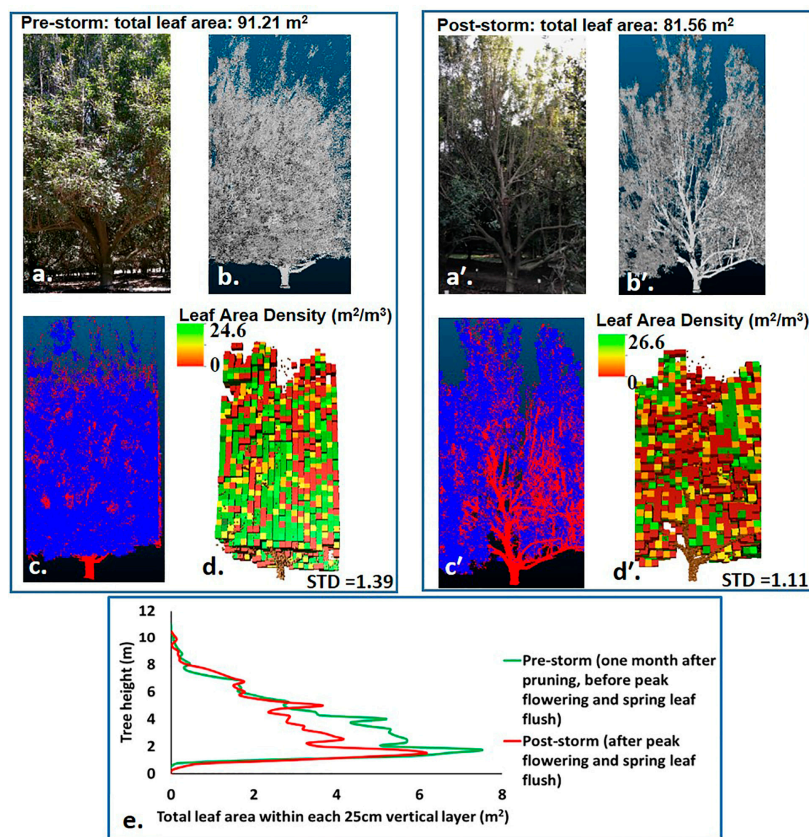 Pre-storm: total leaf area: 91.21 m²
Post-storm: total leaf area: 81.56 m²
a.
b.
a′.
b′.
Leaf Area Density (m²/m³)
24.6
0
Leaf Area Density (m²/m³)
26.6
0
c.
d.
STD =1.39
c′
d′.
STD =1.11
12
10
8
6
4
2
0
Tree height (m)
0
2
4
6
8
Total leaf area within each 25cm vertical layer (m²)
Pre-storm (one month after
pruning, before peak
flowering and spring leaf
flush)
Post-storm (after peak
flowering and spring leaf
flush)
e.